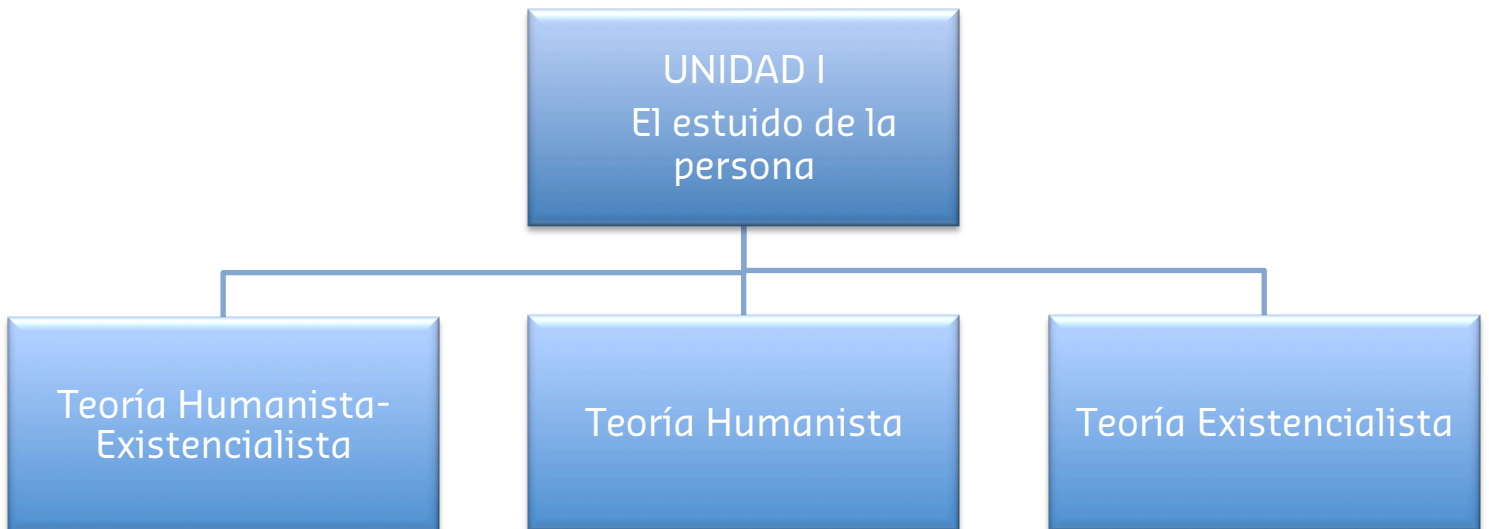 UNIDAD I
El estuido de la
persona
Teoría Humanista-
Existencialista
Teoría Humanista
Teoría Existencialista